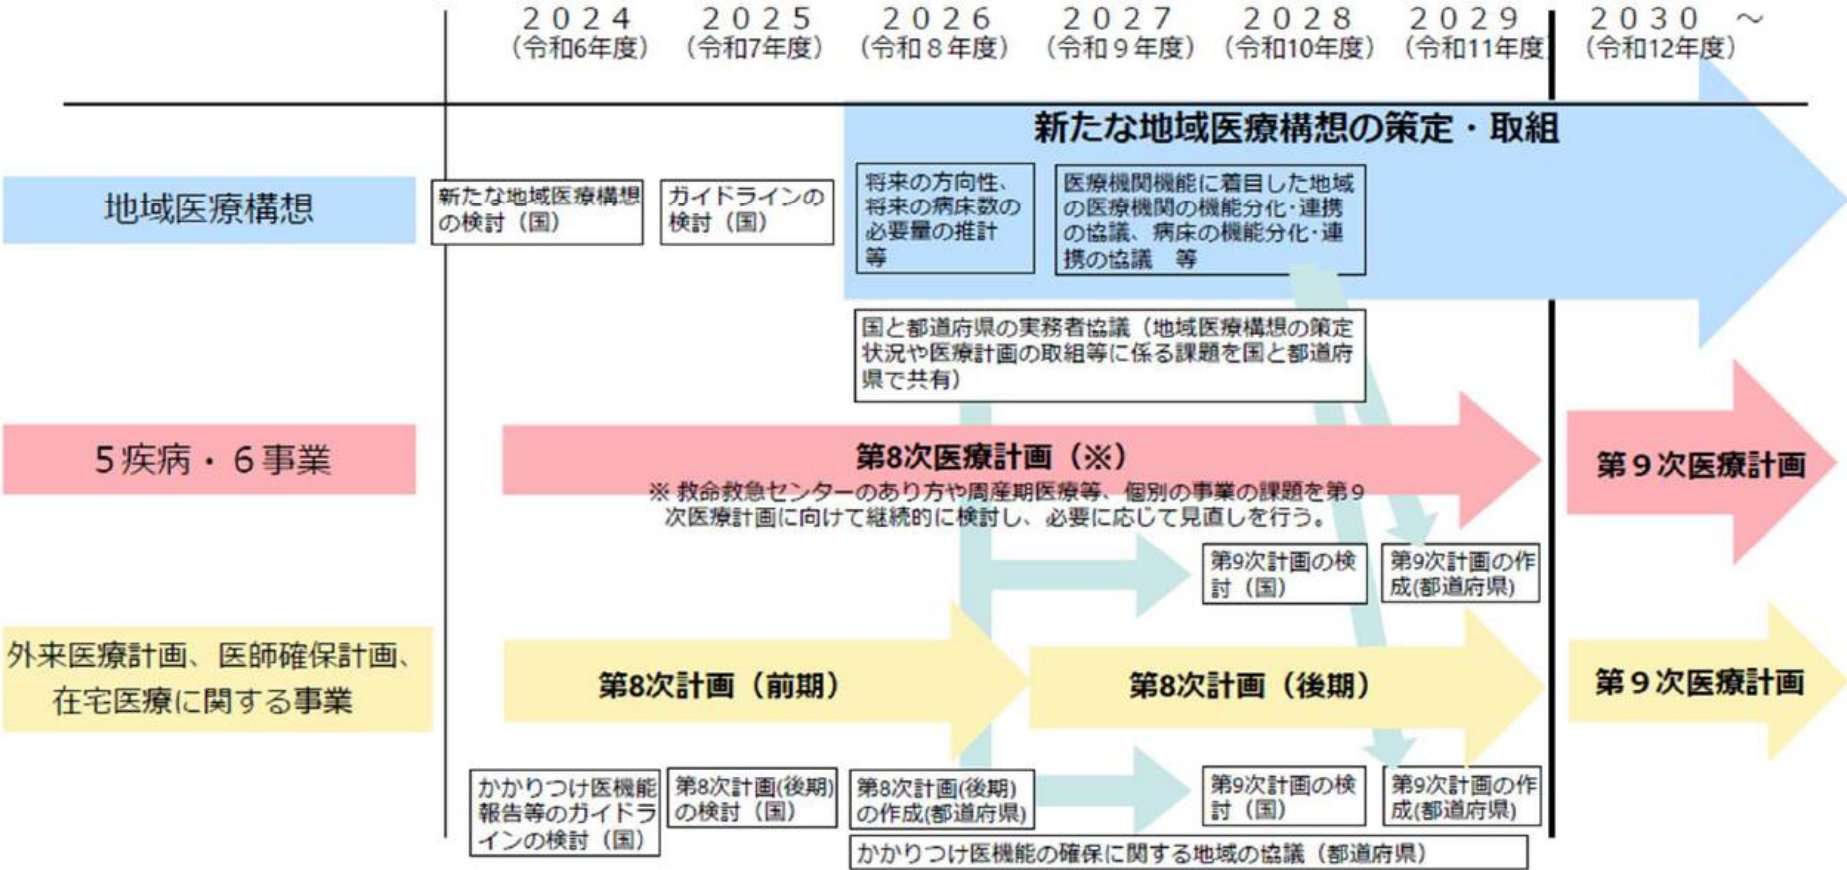 ２０２４ ２０２５ ２０２６ ２０２７ ２０２８ ２０２９ ２０３０ ～
（令和6年度） （令和7年度） （令和８年度） （令和９年度） （令和10年度） （令和11年度） （令和12年度）
新たな地域医療構想の策定・取組
地域医療構想
新たな地域医療構想
の検討（国）
ガイドラインの
検討（国）
将来の方向性、
将来の病床数の
必要量の推計
等
医療機関機能に着目した地域
の医療機関の機能分化・連携
の協議、病床の機能分化・連
携の協議　等
国と都道府県の実務者協議（地域医療構想の策定
状況や医療計画の取組等に係る課題を国と都道府
県で共有）
５疾病・６事業
第8次医療計画（※）
※ 救命救急センターのあり方や周産期医療等、個別の事業の課題を第９
次医療計画に向けて継続的に検討し、必要に応じて見直しを行う。
第９次医療計画
第9次計画の検
討（国）
第9次計画の作
成(都道府県)
外来医療計画、医師確保計画、
在宅医療に関する事業
第8次計画（前期）
第8次計画（後期）
第９次医療計画
かかりつけ医機能
報告等のガイドラ
インの検討（国）
第8次計画(後期)
の検討（国）
第8次計画(後期)
の作成(都道府県)
第9次計画の検
討（国）
第9次計画の作
成(都道府県)
かかりつけ医機能の確保に関する地域の協議（都道府県）